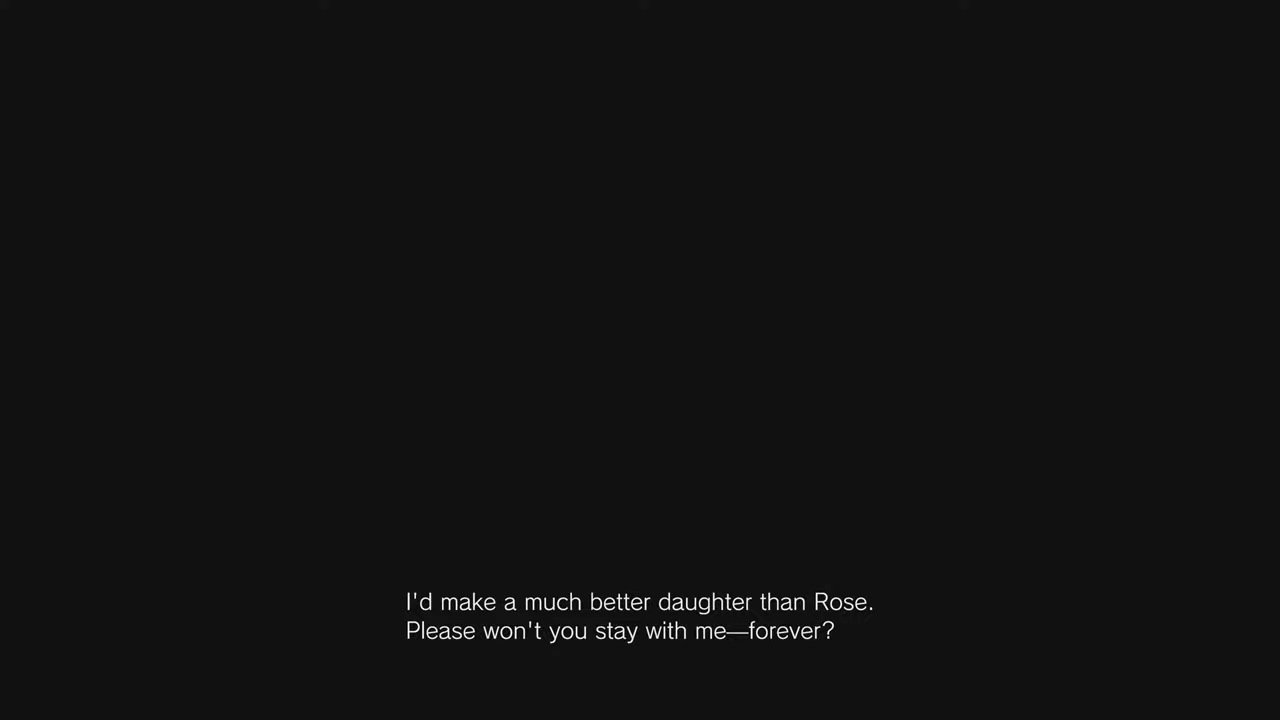 I'd make a much better daughter than Rose.
Please won't you stay with me—forever?